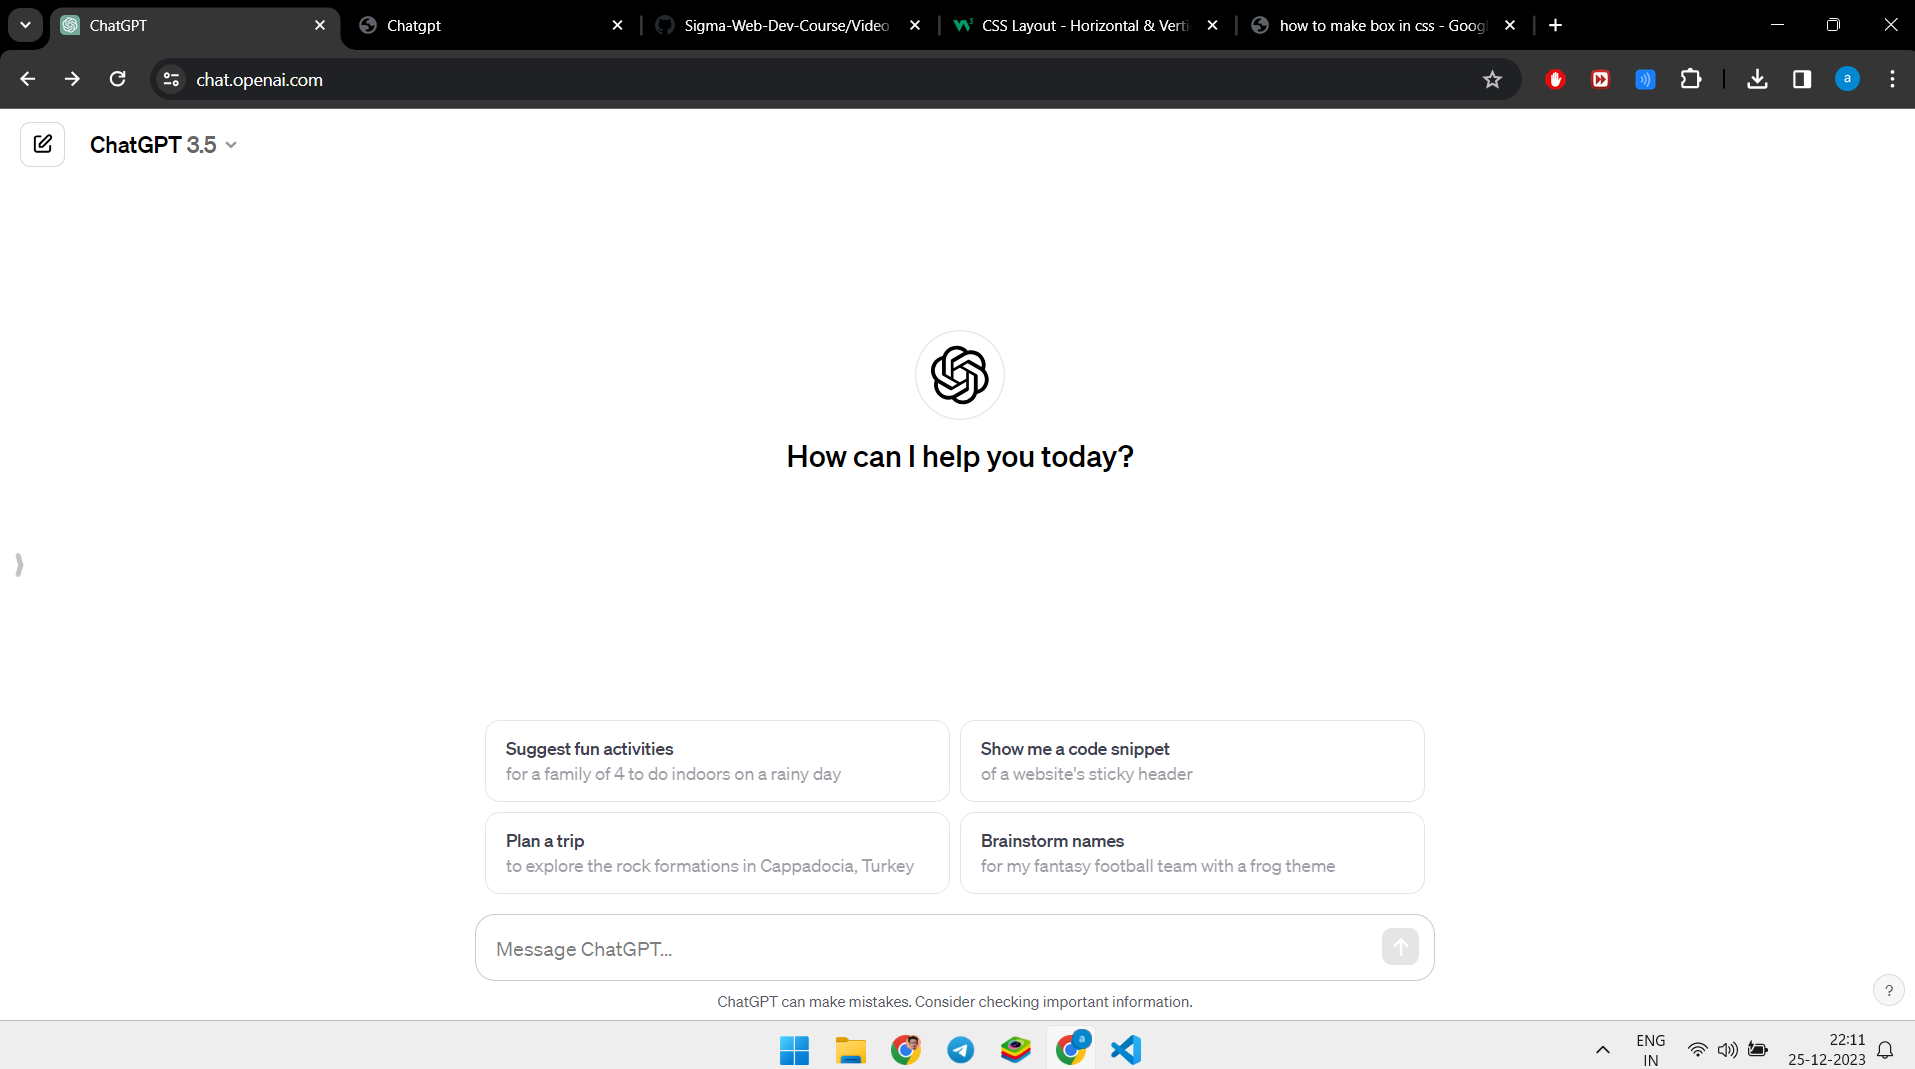 ChatGPT
Chatgpt
Sigma-Web-Dev-Course/Video
CSS Layout - Horizontal & Verti
how to make box in css - Goog
chat.openai.com
a
ChatGPT 3.5
How can I help you today?
Suggest fun activities
for a family of 4 to do indoors on a rainy day
Show me a code snippet
of a website's sticky header
Plan a trip
to explore the rock formations in Cappadocia, Turkey
Brainstorm names
for my fantasy football team with a frog theme
Message ChatGPT...
ChatGPT can make mistakes. Consider checking important information.
?
a
ENG
IN
22:11
25-12-2023